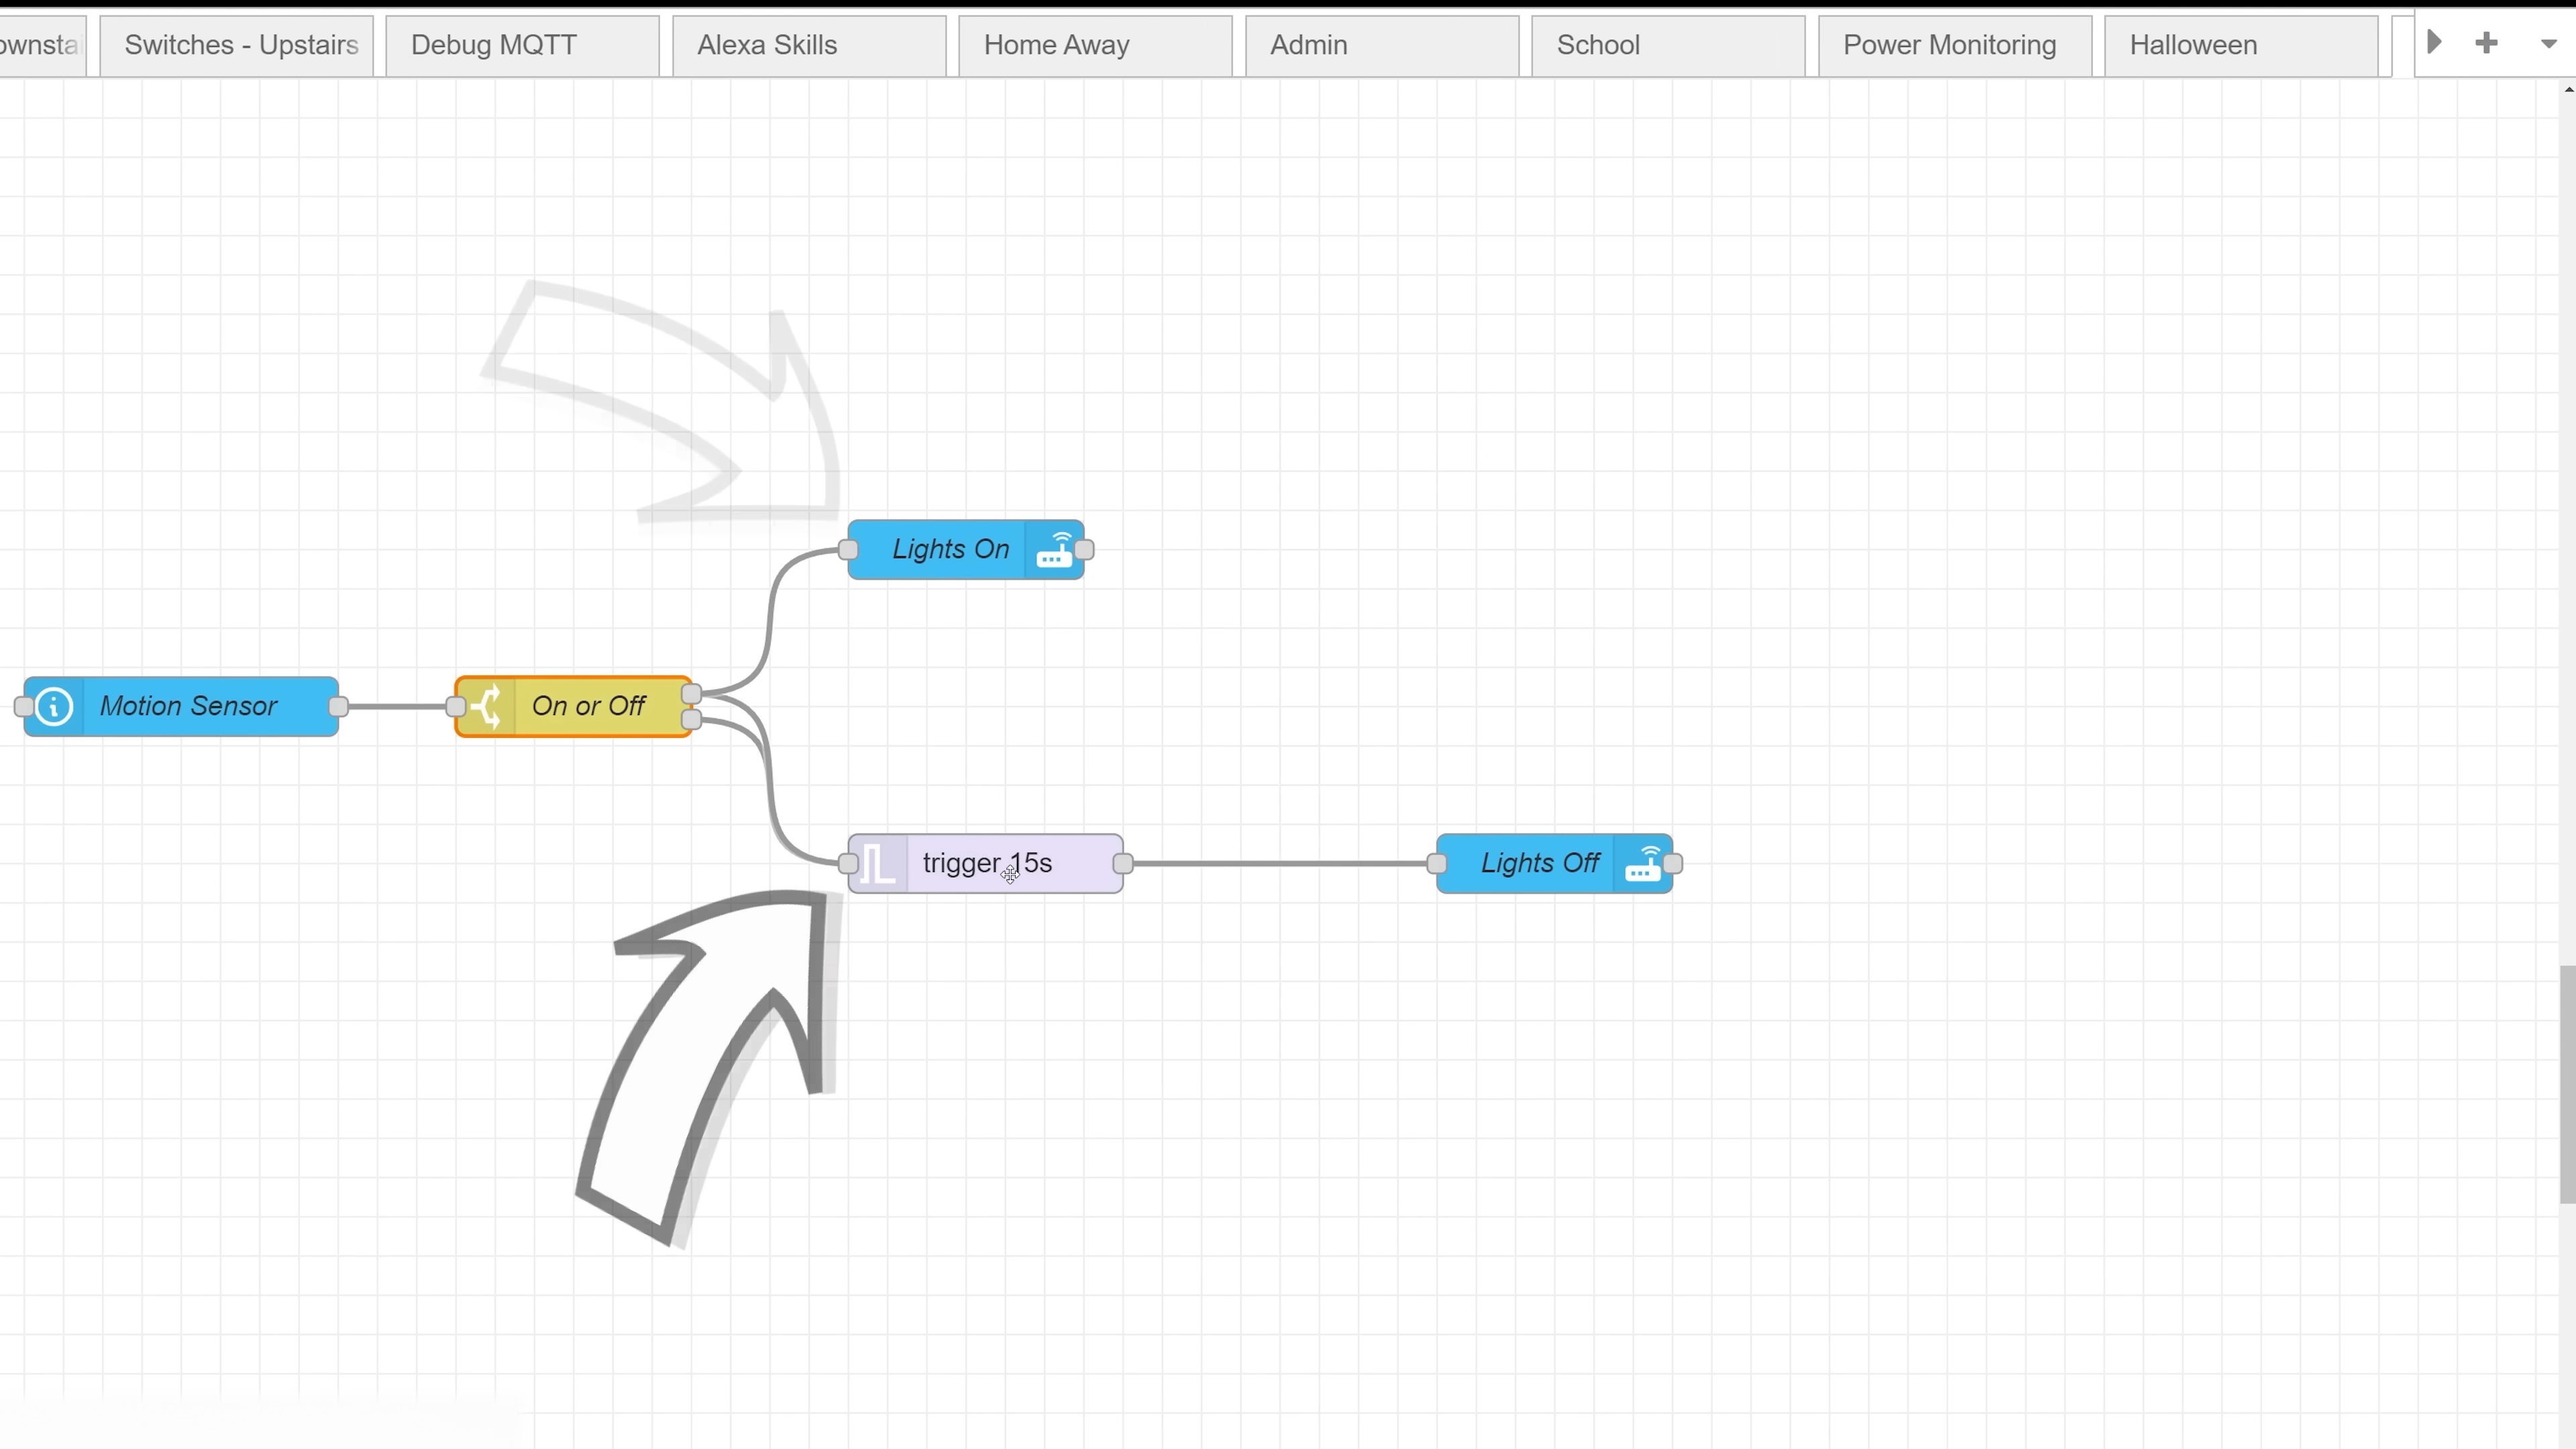 Switches - Upstairs
Debug MQTT
Alexa Skills
Home Away
Admin
School
Power Monitoring
Halloween
Lights On
Motion Sensor
On or Off
trigger 15s
Lights Off